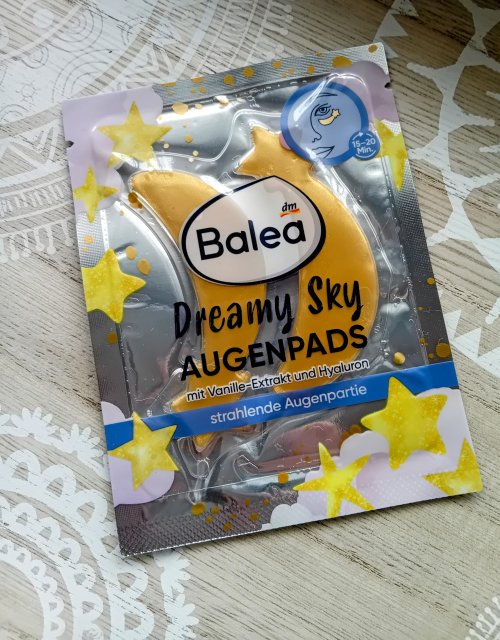 15-20
Min.
dm
Balea
Dreamy Sky
AUGENPADS
mit Vanille-Extrakt und Hyaluron
strahlende Augenpartie